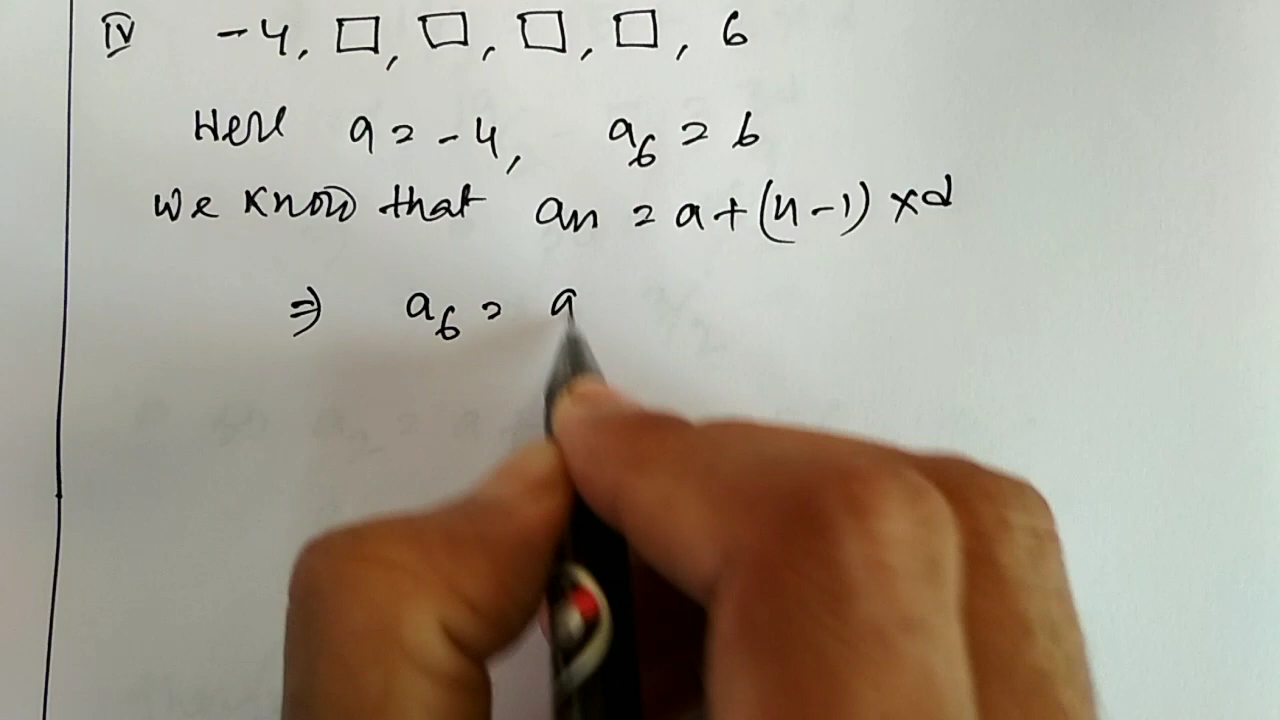 iv -4, □, □, □, □, 6
Here a = -4, a₆ = 6
We know that an = a + (n-1) × d
⇒ a₆ = a